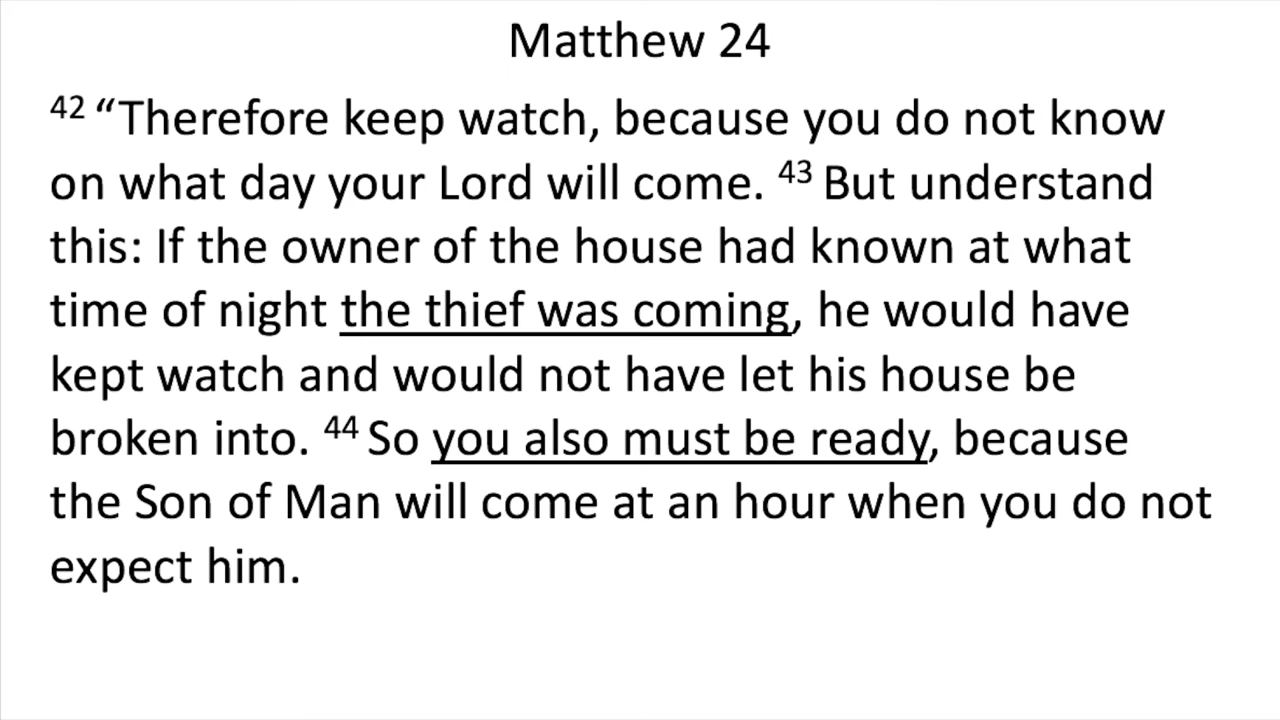 Matthew 24
42 “Therefore keep watch, because you do not know
on what day your Lord will come. 43 But understand
this: If the owner of the house had known at what
time of night the thief was coming, he would have
kept watch and would not have let his house be
broken into. 44 So you also must be ready, because
the Son of Man will come at an hour when you do not
expect him.